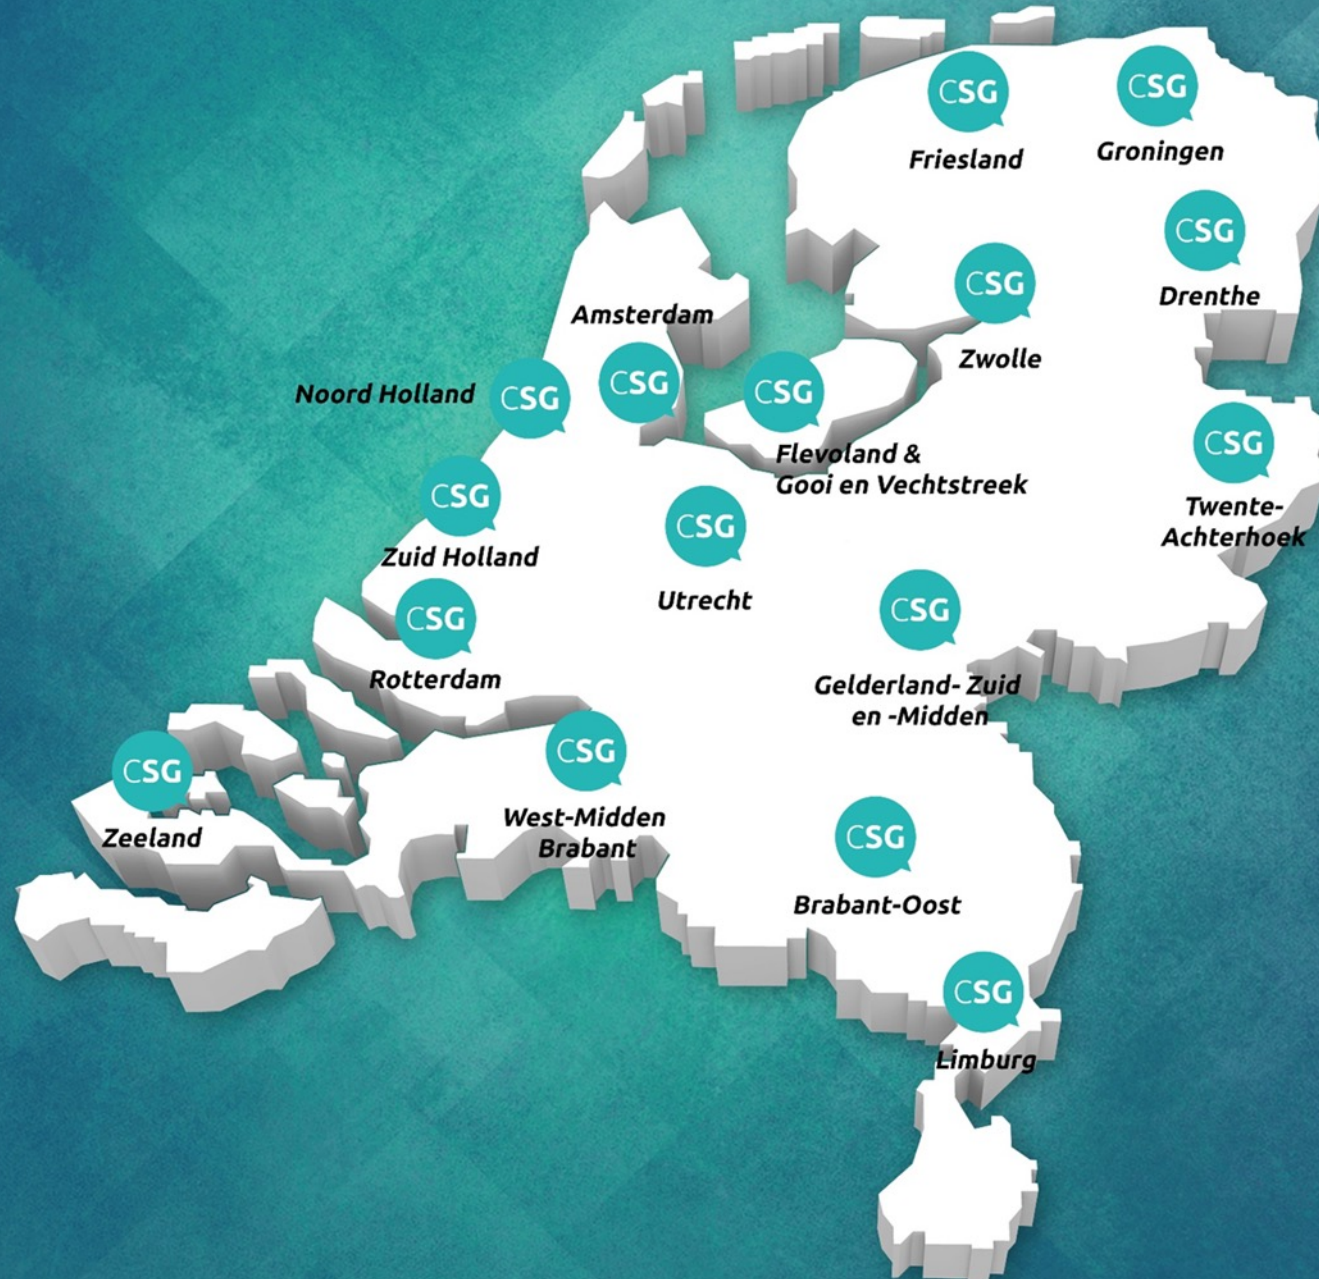 CSG
Friesland
CSG
Groningen
CSG
Drenthe
CSG
Zwolle
Amsterdam
CSG
Noord Holland
CSG
CSG
Flevoland &
Gooi en Vechtstreek
CSG
Twente-
Achterhoek
CSG
Zuid Holland
CSG
Utrecht
CSG
Rotterdam
CSG
Gelderland- Zuid
en -Midden
CSG
Zeeland
CSG
West-Midden
Brabant
CSG
Brabant-Oost
CSG
Limburg